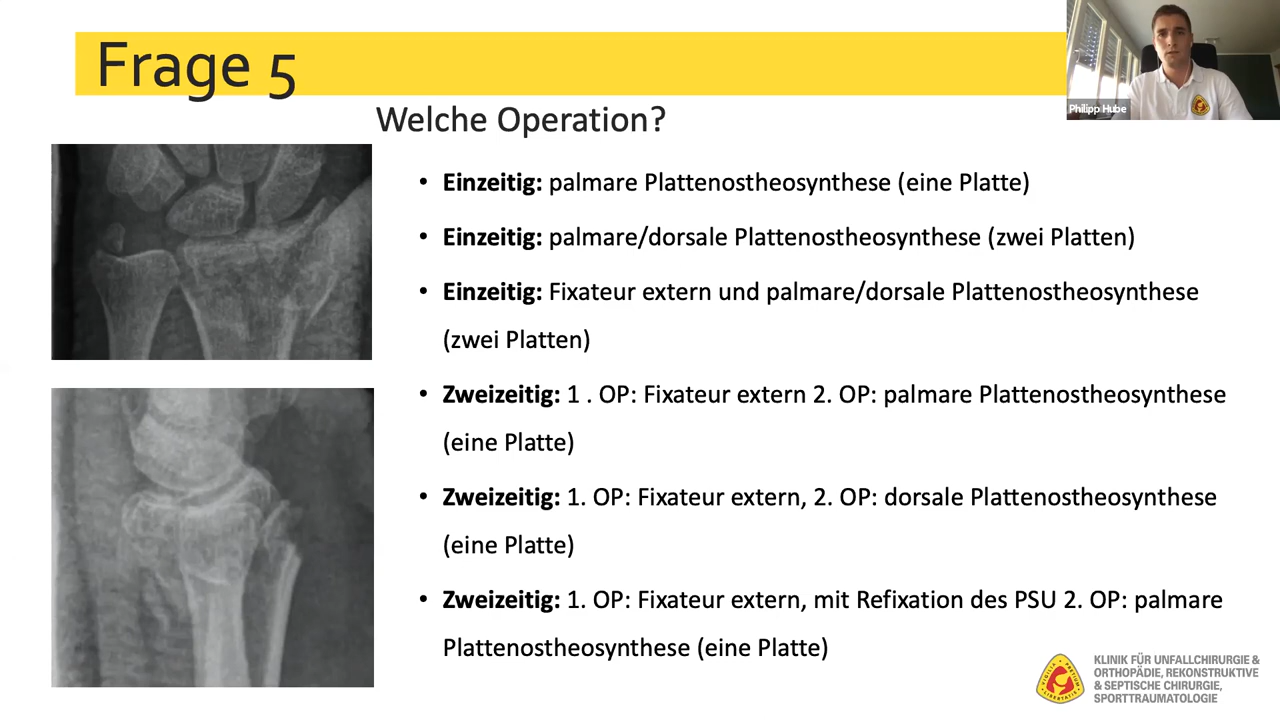 Frage 5
Philipp Hube
Welche Operation?
• Einzeitig: palmare Plattenostheosynthese (eine Platte)
• Einzeitig: palmare/dorsale Plattenostheosynthese (zwei Platten)
• Einzeitig: Fixateur extern und palmare/dorsale Plattenostheosynthese
(zwei Platten)
• Zweizeitig: 1 . OP: Fixateur extern 2. OP: palmare Plattenostheosynthese
(eine Platte)
• Zweizeitig: 1. OP: Fixateur extern, 2. OP: dorsale Plattenostheosynthese
(eine Platte)
• Zweizeitig: 1. OP: Fixateur extern, mit Refixation des PSU 2. OP: palmare
Plattenostheosynthese (eine Platte)
KLINIK FÜR UNFALLCHIRURGIE &
ORTHOPÄDIE, REKONSTRUKTIVE
& SEPTISCHE CHIRURGIE,
SPORTTRAUMATOLOGIE